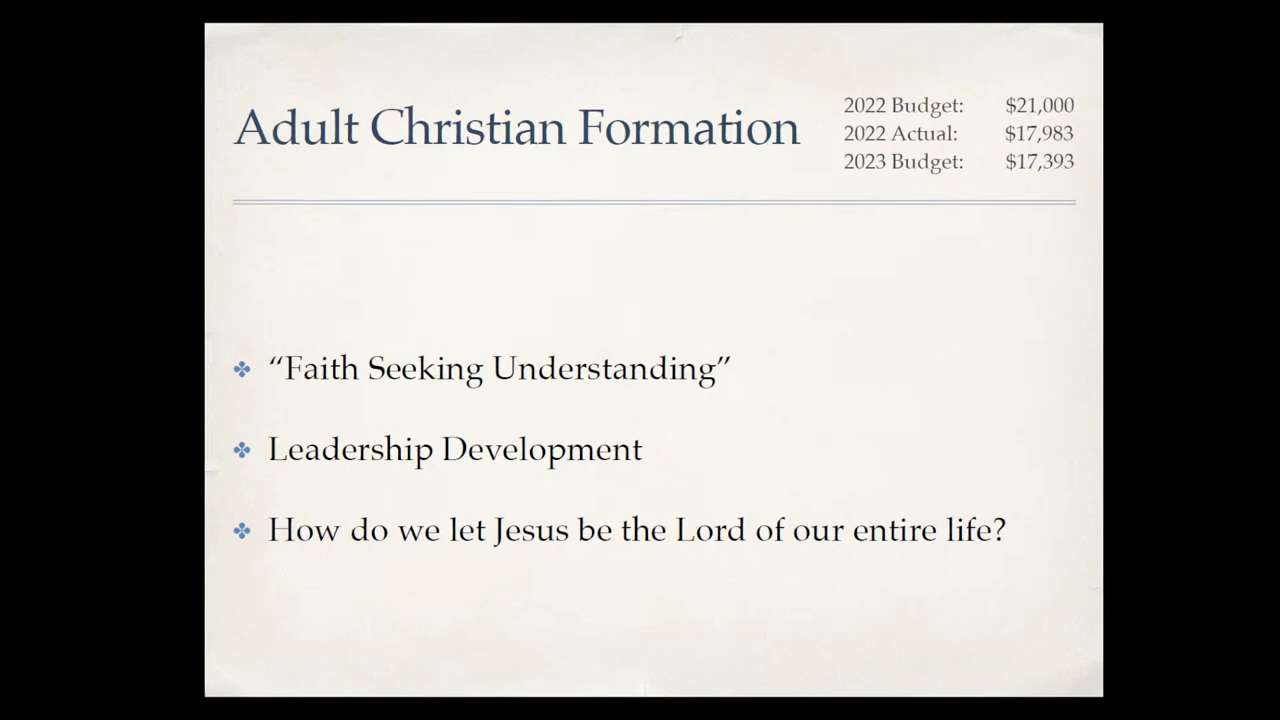 Adult Christian Formation
2022 Budget: $21,000
2022 Actual: $17,983
2023 Budget: $17,393
“Faith Seeking Understanding”
Leadership Development
How do we let Jesus be the Lord of our entire life?